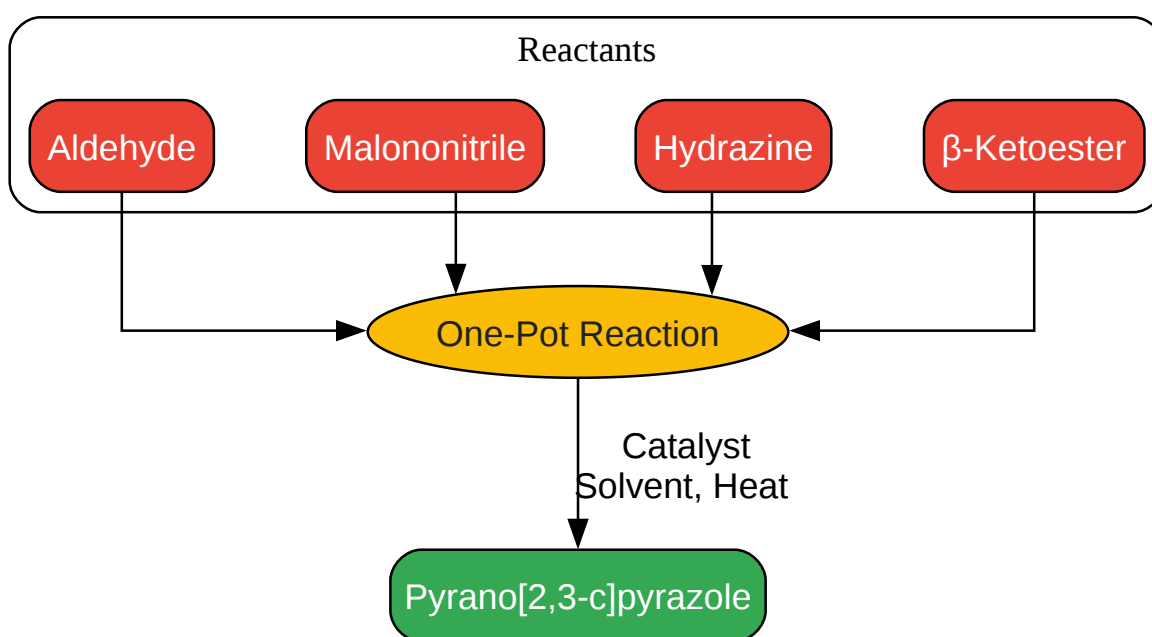 Reactants
Aldehyde
Malononitrile
Hydrazine
β-Ketoester
One-Pot Reaction
Catalyst
Solvent, Heat
Pyrano[2,3-c]pyrazole